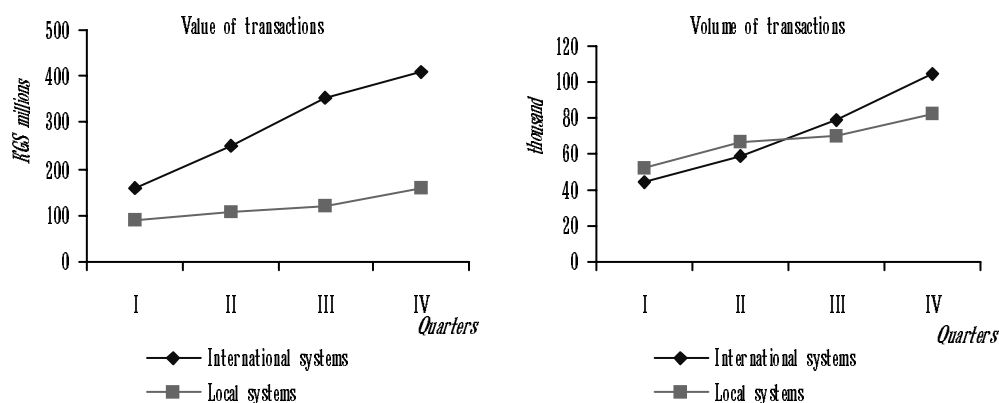 Value of transactions
KGS millions
500
400
300
200
100
0
I II III IV
Quarters
International systems
Local systems
Volume of transactions
thousand
120
100
80
60
40
20
0
I II III IV
Quarters
International systems
Local systems